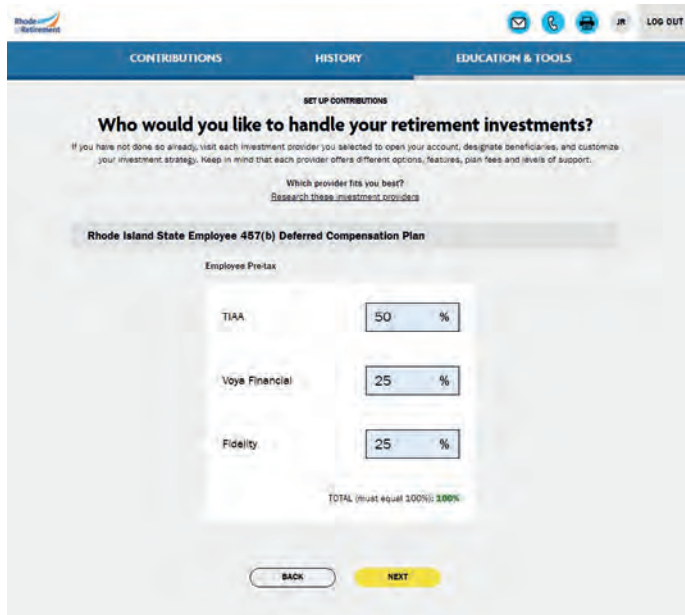 Rhode
Retirement
JR
LOG OUT
CONTRIBUTIONS
HISTORY
EDUCATION & TOOLS
SET UP CONTRIBUTIONS
Who would you like to handle your retirement investments?
If you have not done so already, visit each investment provider you selected to open your account, designate beneficiaries, and customize
your investment strategy. Keep in mind that each provider offers different options, features, plan fees and levels of support.
Which provider fits you best?
Research these investment providers
Rhode Island State Employee 457(b) Deferred Compensation Plan
Employee Pre-tax
TIAA 50 %
Voya Financial 25 %
Fidelity 25 %
TOTAL (must equal 100%): 100%
BACK
NEXT